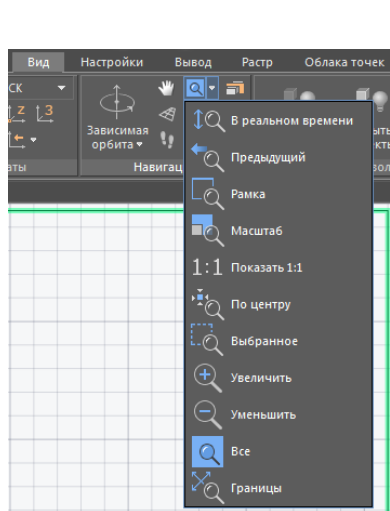 Вид Настройки Вывод Растр Облака точек
СК
Зависимая
орбита
Навигац
В реальном времени
Предыдущий
Рамка
Масштаб
1:1 Показать 1:1
По центру
Выбранное
Увеличить
Уменьшить
Все
Границы